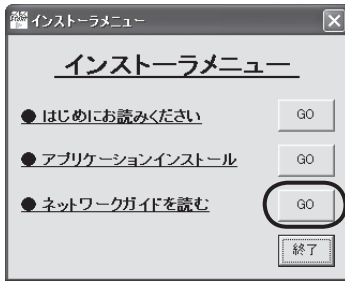 インストーラメニュー
インストーラメニュー
● はじめにお読みください GO
● アプリケーションインストール GO
● ネットワークガイドを読む GO
終了